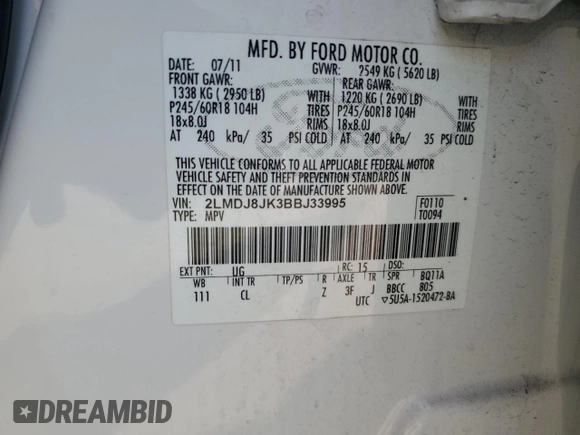 MFD. BY FORD MOTOR CO.
DATE: 07/11 GVWR: 2549 KG ( 5620 LB)
FRONT GAWR: REAR GAWR:
1338 KG ( 2950 LB) WITH 1220 KG ( 2690 LB) WITH
P245/60R18 104H TIRES P245/60R18 104H TIRES
18x8.0J RIMS 18x8.0J RIMS
AT 240 kPa/ 35 PSI COLD AT 240 kPa/ 35 PSI COLD
THIS VEHICLE CONFORMS TO ALL APPLICABLE FEDERAL MOTOR
VEHICLE SAFETY AND THEFT PREVENTION STANDARDS IN
EFFECT ON THE DATE OF MANUFACTURE SHOWN ABOVE.
VIN: 2LMDJ8JK3BBJ33995 F0110
TYPE: MPV T0094
EXT PNT: UG RC: 15 DSO:
WB INT TR TP/PS R AXLE TR SPR BQ11A
111 CL Z 3F J BBCC B05
UTC ▽5U5A-1520472-BA
DREAMBID